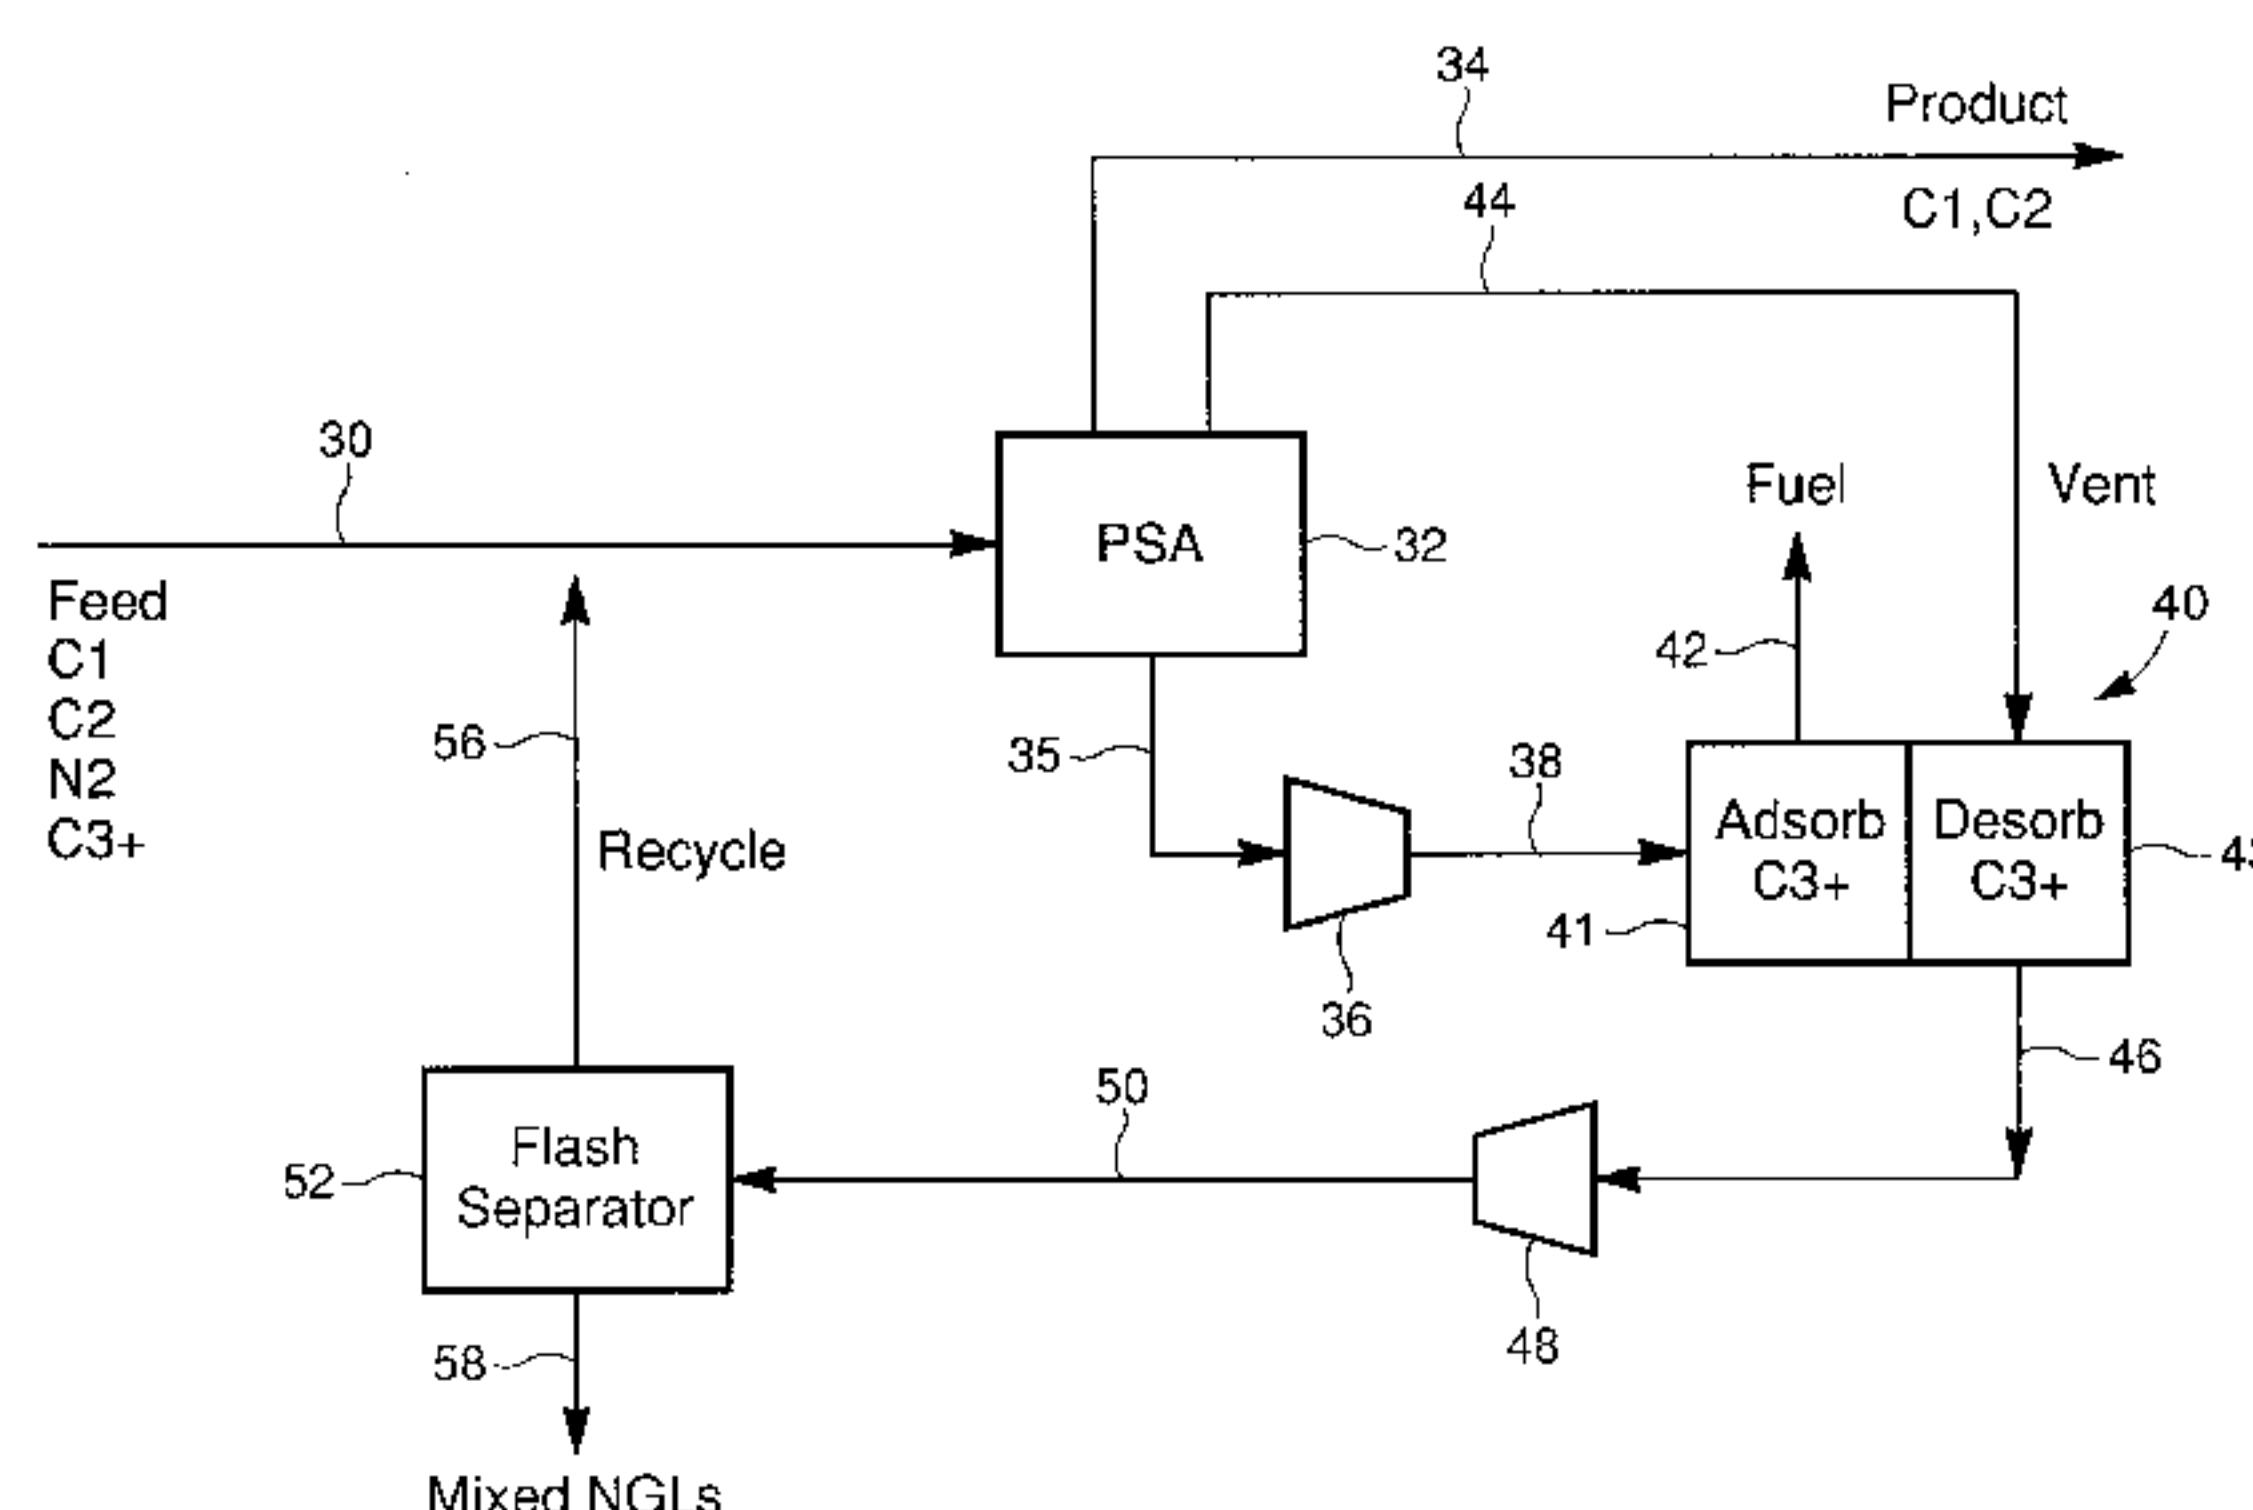 34
Product
C1,C2
44
30
Feed
C1
C2
N2
C3+
PSA
32
Fuel
Vent
42
40
56
Recycle
35
38
Adsorb
C3+
Desorb
C3+
41
36
46
50
Flash
Separator
52
48
58
Mixed NGLs